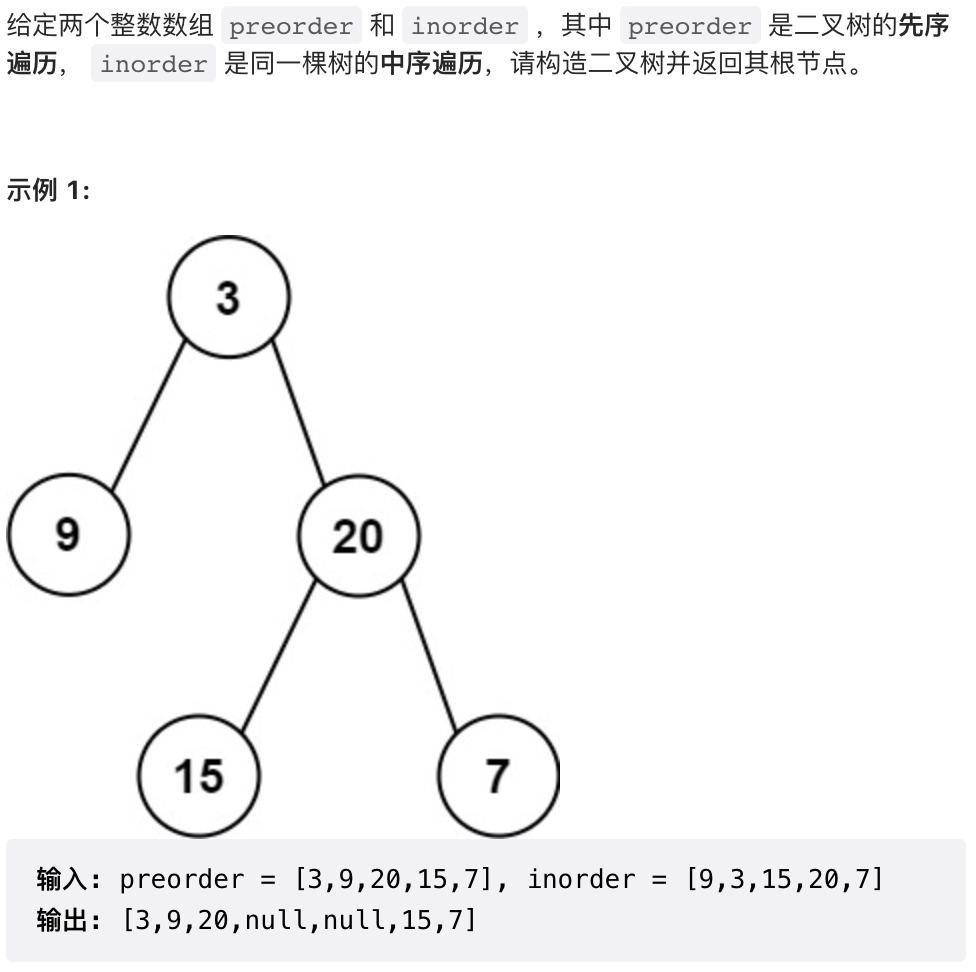 给定两个整数数组 preorder 和 inorder ，其中 preorder 是二叉树的先序
遍历， inorder 是同一棵树的中序遍历，请构造二叉树并返回其根节点。
示例 1:
3
9 20
15 7
输入: preorder = [3,9,20,15,7], inorder = [9,3,15,20,7]
输出: [3,9,20,null,null,15,7]